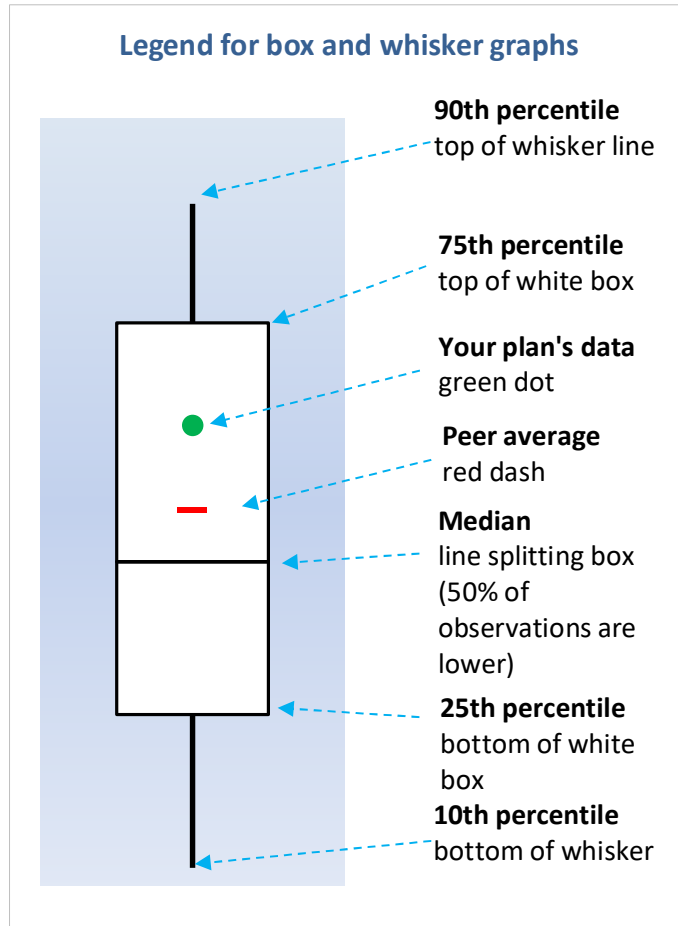 Legend for box and whisker graphs
90th percentile
top of whisker line
75th percentile
top of white box
Your plan's data
green dot
Peer average
red dash
Median
line splitting box
(50% of
observations are
lower)
25th percentile
bottom of white
box
10th percentile
bottom of whisker